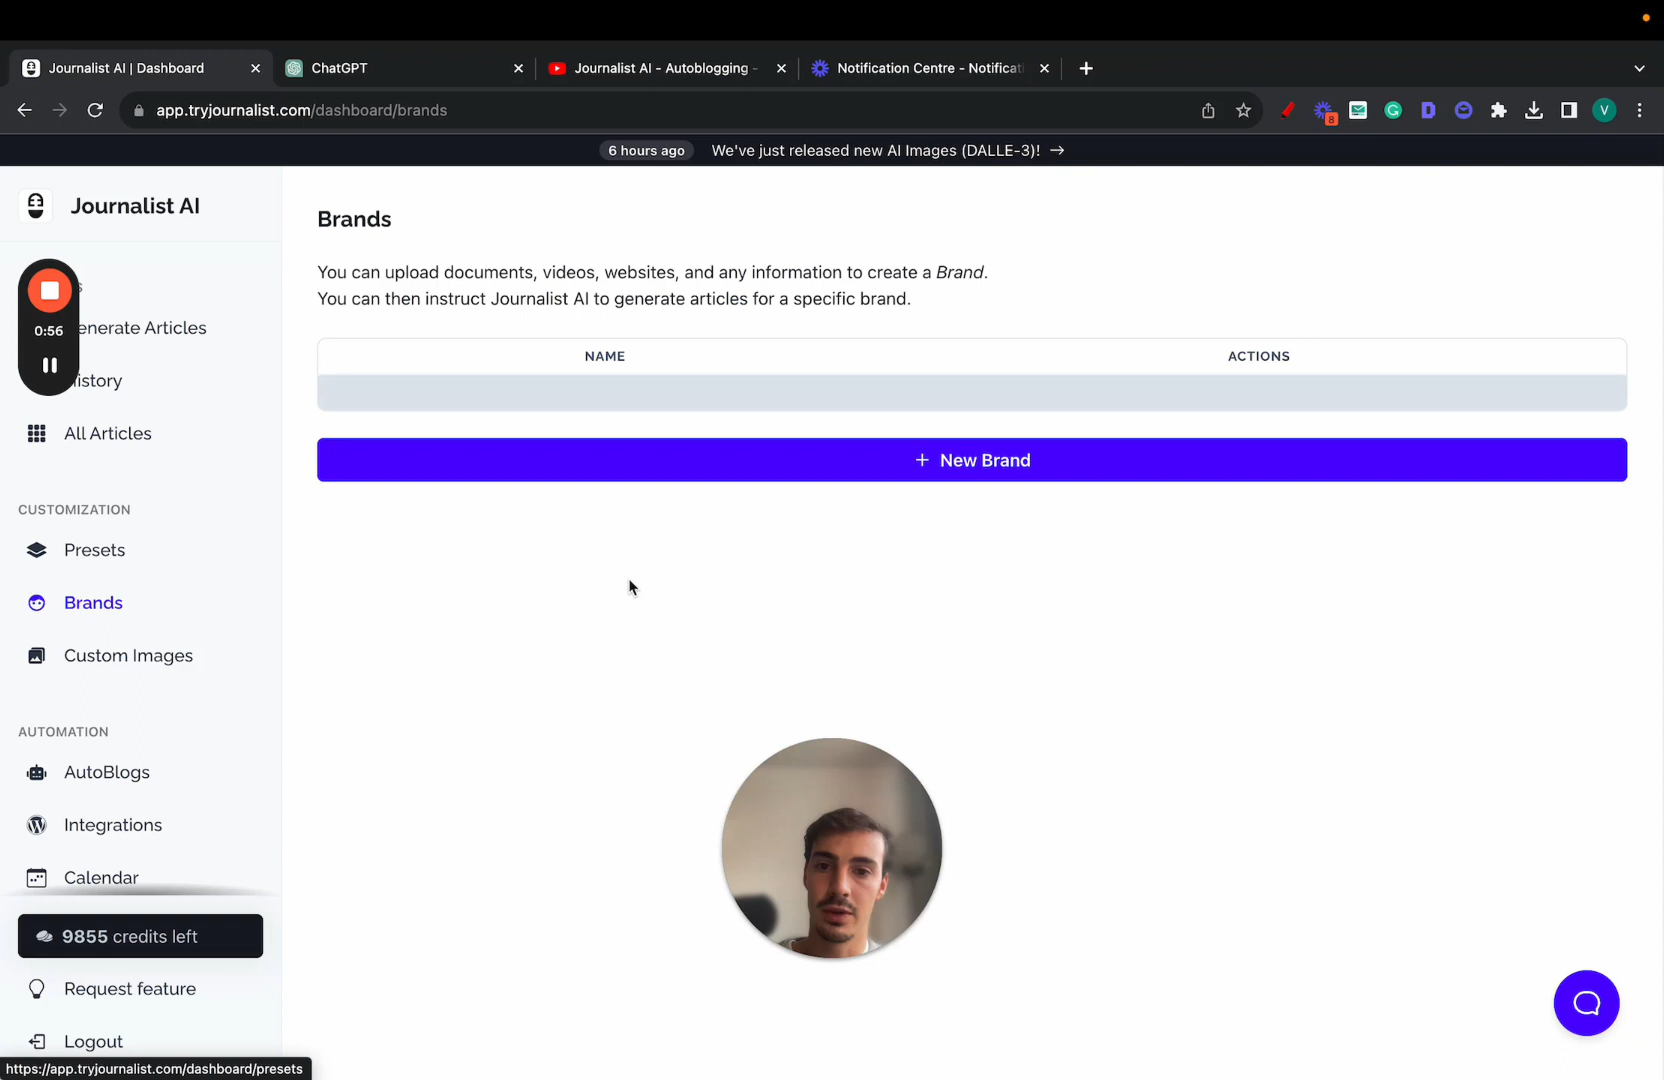 Journalist AI | Dashboard
ChatGPT
Journalist AI - Autoblogging -
Notification Centre - Notificati
app.tryjournalist.com/dashboard/brands
8
V
6 hours ago
We've just released new AI Images (DALLE-3)! →
Journalist AI
0:56
s
enerate Articles
istory
All Articles
CUSTOMIZATION
Presets
Brands
Custom Images
AUTOMATION
AutoBlogs
Integrations
Calendar
9855 credits left
Request feature
Logout
https://app.tryjournalist.com/dashboard/presets
Brands
You can upload documents, videos, websites, and any information to create a Brand.
You can then instruct Journalist AI to generate articles for a specific brand.
NAME
ACTIONS
+ New Brand